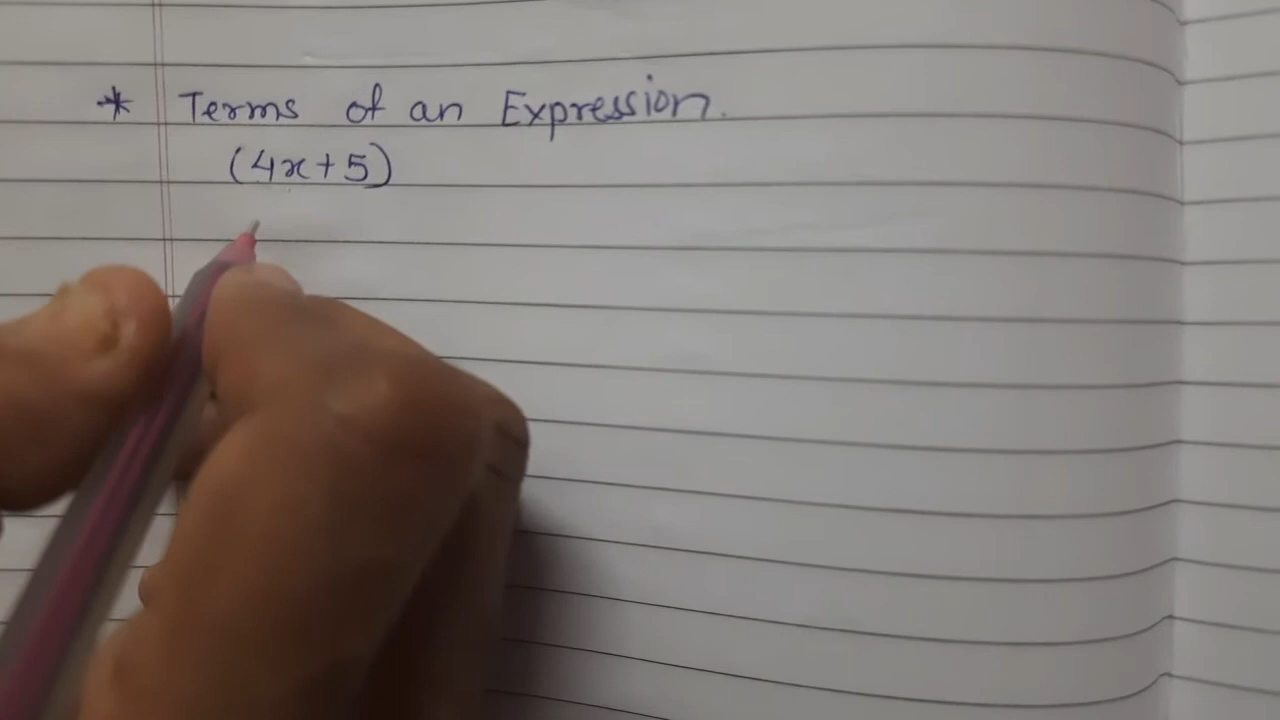 * Terms of an Expression.
(4x+5)